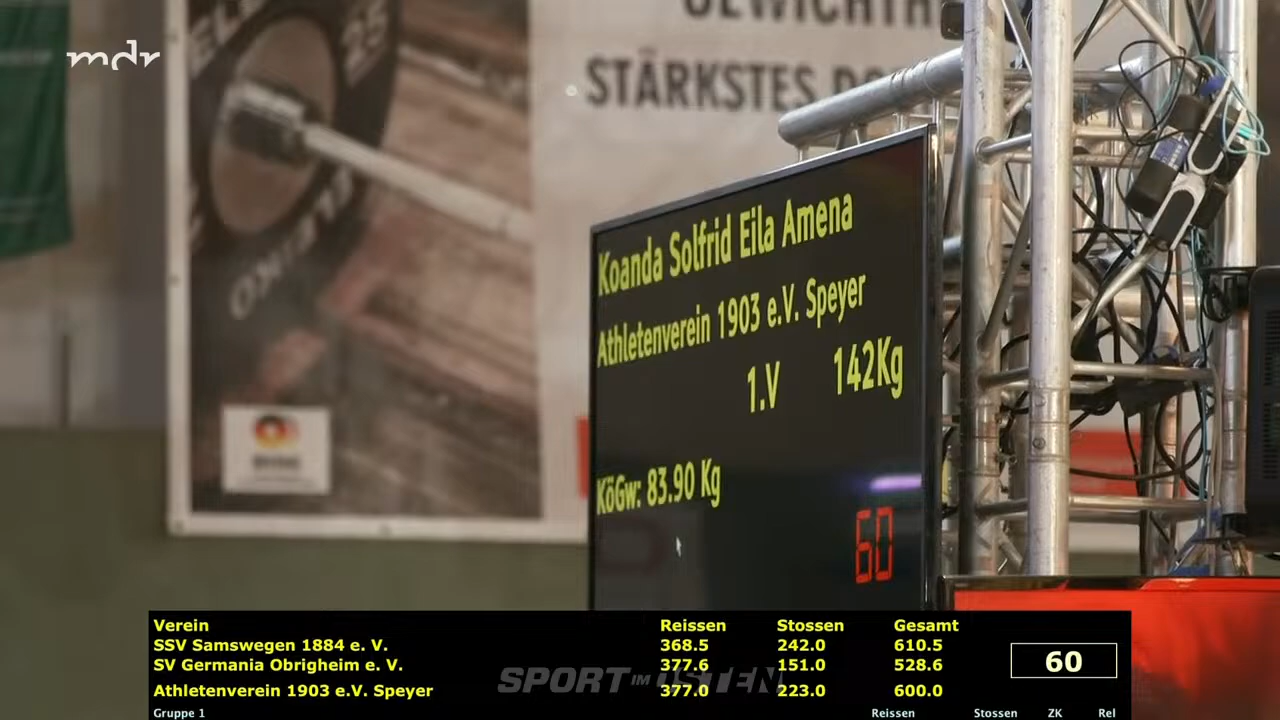 mdr
25
GEWICHTH
STÄRKSTES
ELEIKO
Koanda Solfrid Eila Amena
Athletenverein 1903 e.V. Speyer
1.V 142Kg
KöGw: 83.90 Kg
60
Verein Reissen Stossen Gesamt
SSV Samswegen 1884 e. V. 368.5 242.0 610.5
SV Germania Obrigheim e. V. 377.6 151.0 528.6
60
SPORT IM OSTEN
Athletenverein 1903 e.V. Speyer 377.0 223.0 600.0
Gruppe 1 Reissen Stossen ZK Rel